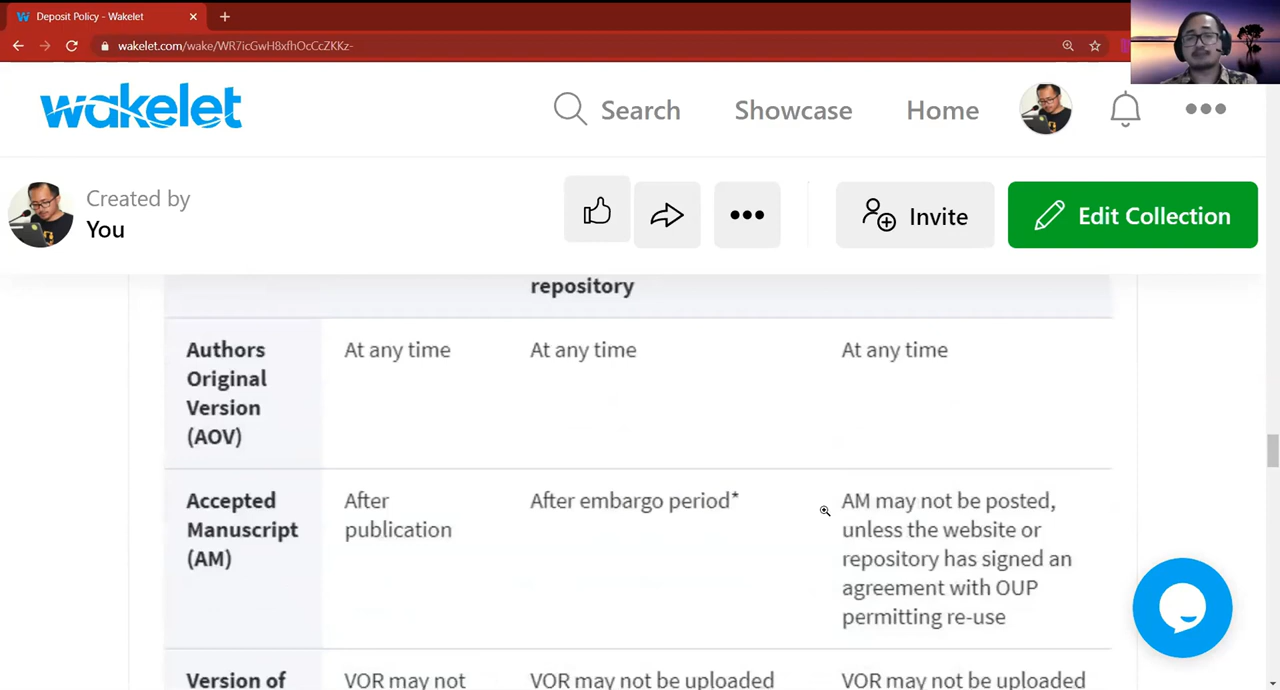 Deposit Policy - Wakelet
wakelet.com/wake/WR7icGwH8xfhOcCcZKKz-
wakelet
Search
Showcase
Home
Created by
You
Invite
Edit Collection
repository
Authors
Original
Version
(AOV)
At any time
At any time
At any time
Accepted
Manuscript
(AM)
After
publication
After embargo period*
AM may not be posted,
unless the website or
repository has signed an
agreement with OUP
permitting re-use
Version of
VOR may not
VOR may not be uploaded
VOR may not be uploaded